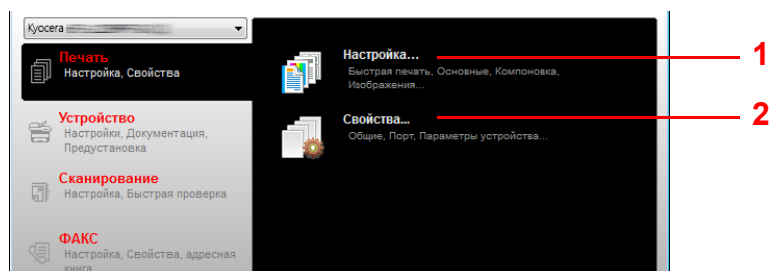 Kyocera
Печать
Настройка, Свойства
Устройство
Настройки, Документация,
Предустановка
Сканирование
Настройка, Быстрая проверка
ФАКС
Настройка, Свойства, адресная
книга
Настройка...
Быстрая печать, Основные, Компоновка,
Изображения...
Свойства...
Общие, Порт, Параметры устройства...
1
2